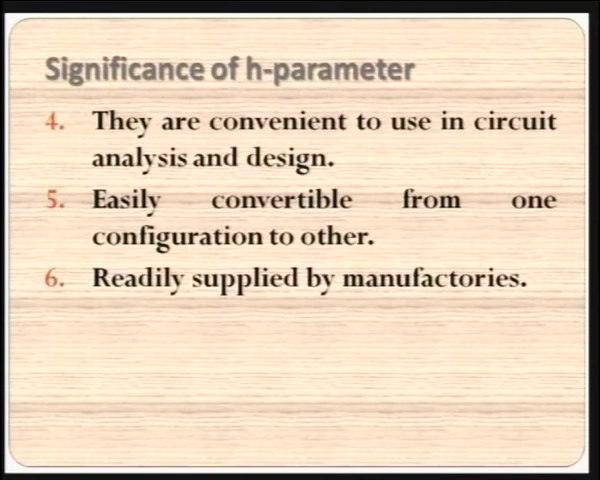 Significance of h-parameter
4. They are convenient to use in circuit
analysis and design.
5. Easily convertible from one
configuration to other.
6. Readily supplied by manufactories.